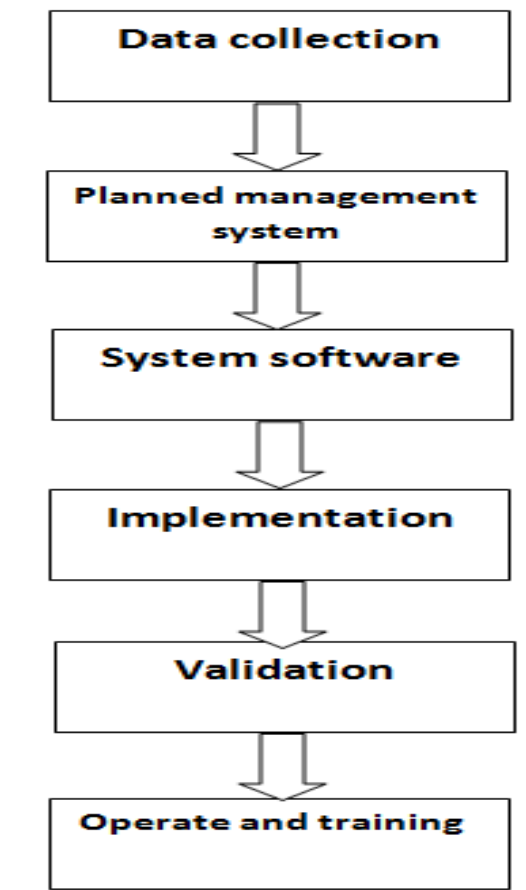 Data collection
Planned management
system
System software
Implementation
Validation
Operate and training